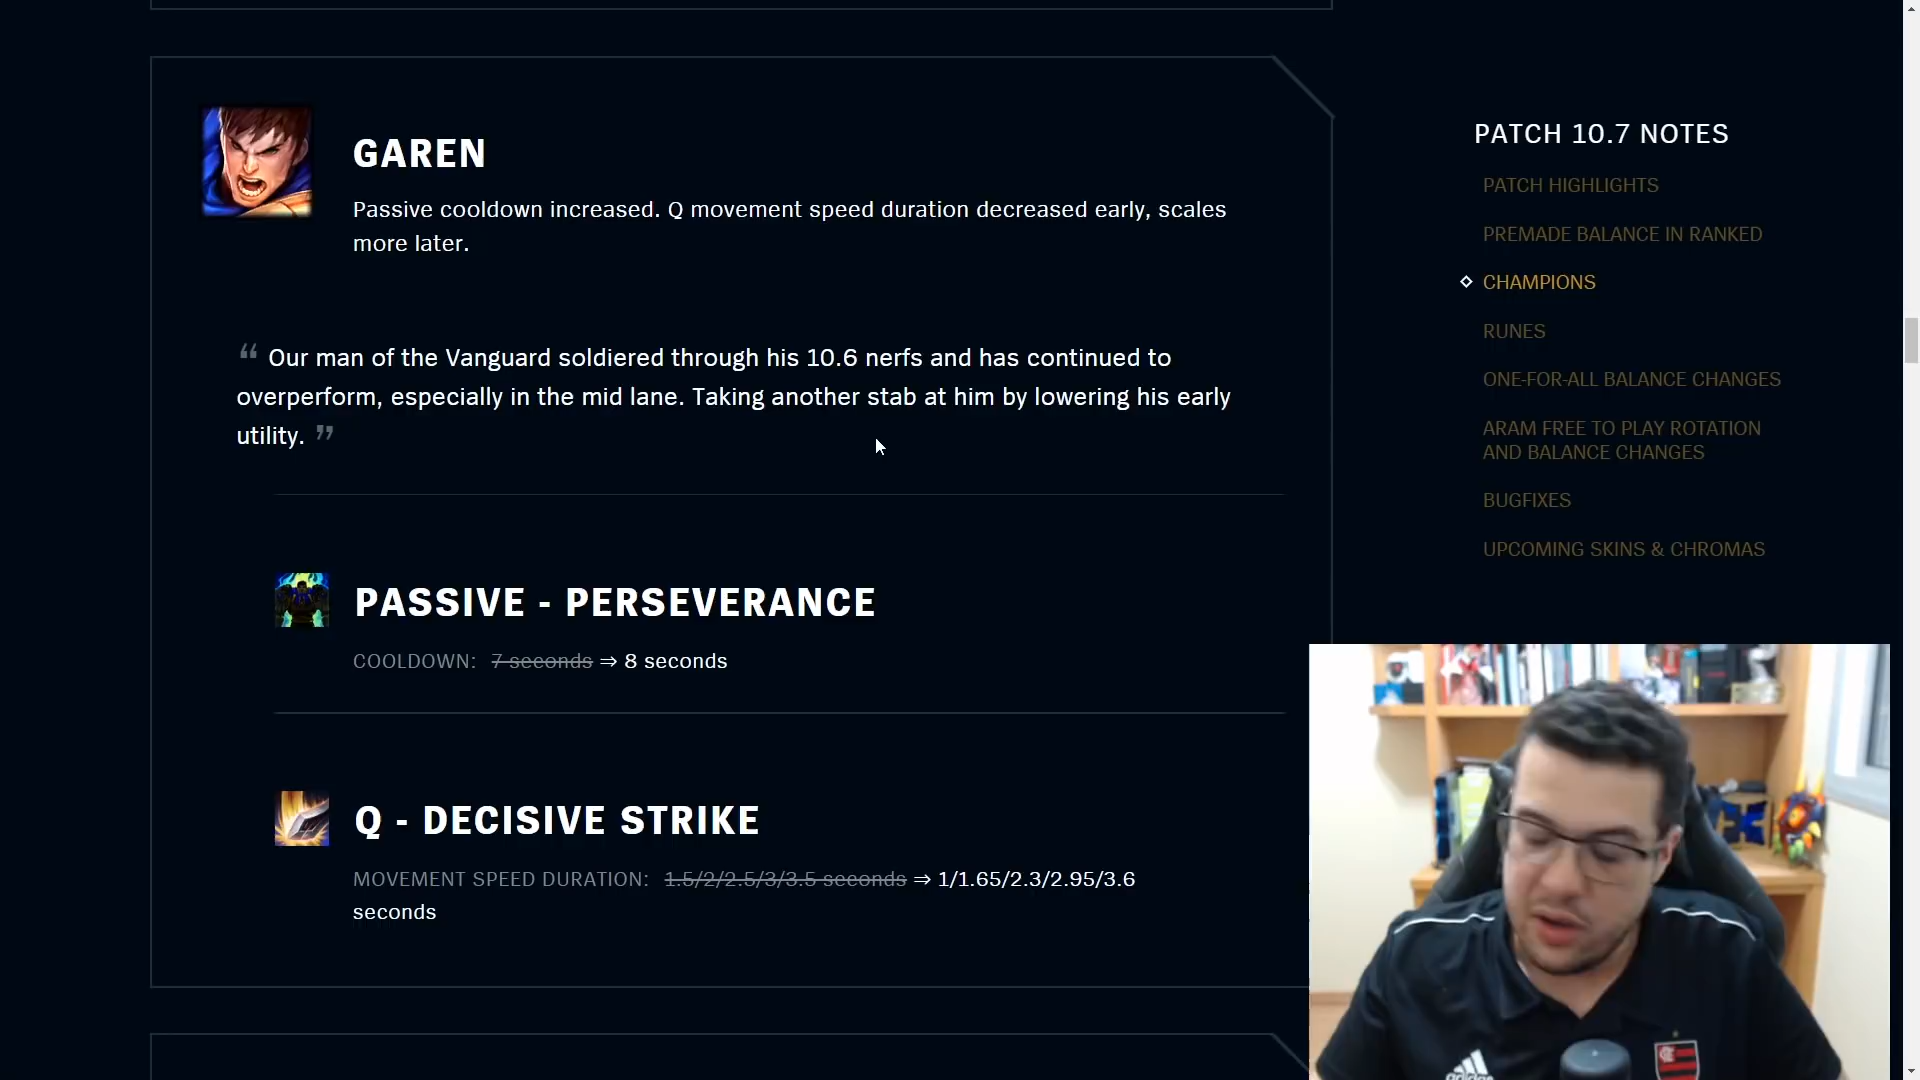 GAREN
Passive cooldown increased. Q movement speed duration decreased early, scales
more later.
“ Our man of the Vanguard soldiered through his 10.6 nerfs and has continued to
overperform, especially in the mid lane. Taking another stab at him by lowering his early
utility. ”
PASSIVE - PERSEVERANCE
COOLDOWN: 7 seconds ⇒ 8 seconds
Q - DECISIVE STRIKE
MOVEMENT SPEED DURATION: 1.5/2/2.5/3/3.5 seconds ⇒ 1/1.65/2.3/2.95/3.6
seconds
PATCH 10.7 NOTES
PATCH HIGHLIGHTS
PREMADE BALANCE IN RANKED
CHAMPIONS
RUNES
ONE-FOR-ALL BALANCE CHANGES
ARAM FREE TO PLAY ROTATION
AND BALANCE CHANGES
BUGFIXES
UPCOMING SKINS & CHROMAS
adidas